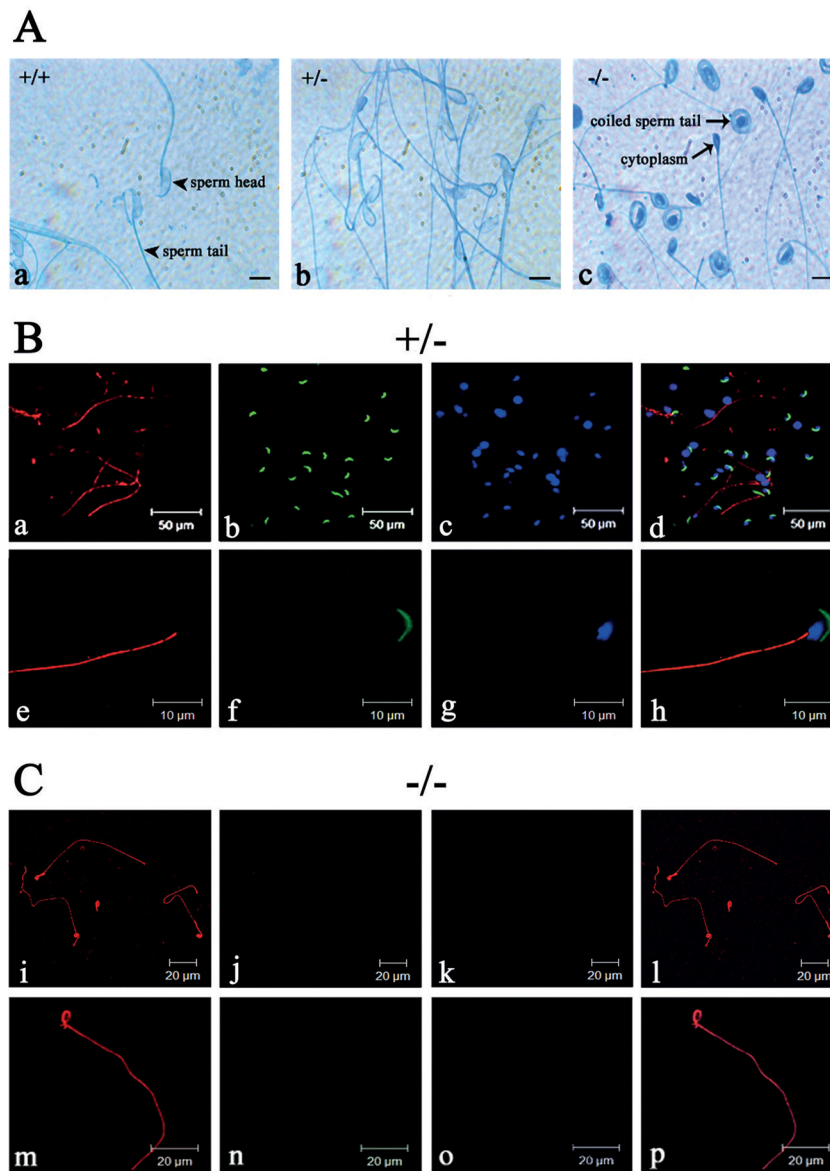 A
+/+
sperm head
sperm tail
a
+/-
b
-/-
coiled sperm tail
cytoplasm
c
B
+/-
a
50 µm
b
50 µm
c
50 µm
d
50 µm
e
10 µm
f
10 µm
g
10 µm
h
10 µm
C
-/-
i
20 µm
j
20 µm
k
20 µm
l
20 µm
m
20 µm
n
20 µm
o
20 µm
p
20 µm